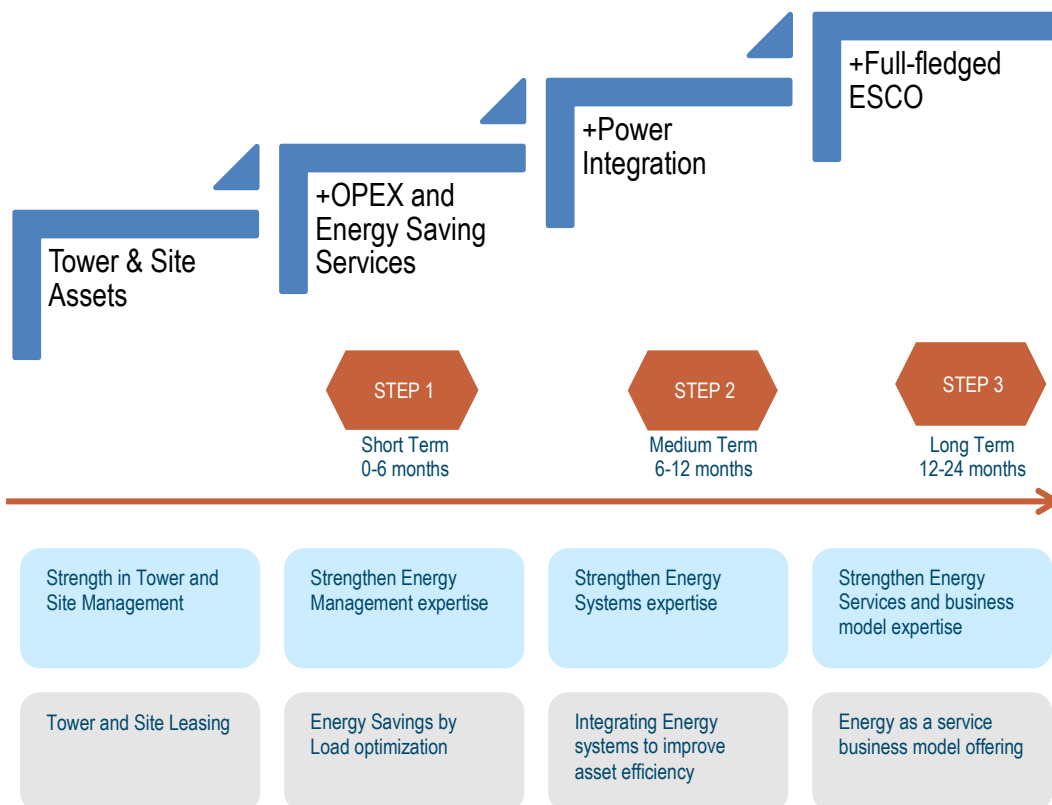 Tower & Site
Assets
+OPEX and
Energy Saving
Services
+Power
Integration
+Full-fledged
ESCO
STEP 1
Short Term
0-6 months
STEP 2
Medium Term
6-12 months
STEP 3
Long Term
12-24 months
Strength in Tower and
Site Management
Strengthen Energy
Management expertise
Strengthen Energy
Systems expertise
Strengthen Energy
Services and business
model expertise
Tower and Site Leasing
Energy Savings by
Load optimization
Integrating Energy
systems to improve
asset efficiency
Energy as a service
business model offering